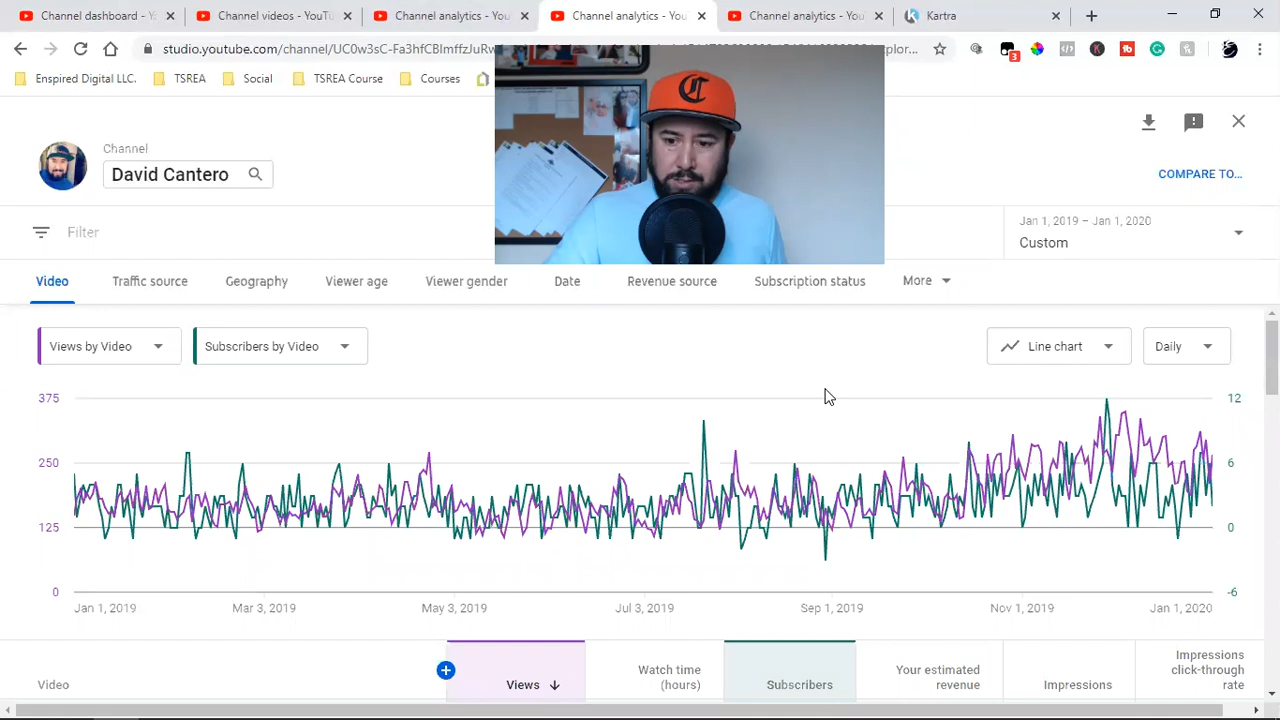 Channel dashboard - Yo
Channel videos - YouTu
Channel analytics - You
Channel analytics - You
Channel analytics - You
Kartra
studio.youtube.com/channel/UC0w3sC-Fa3hfCBlmffzJuRw
3
Enspired Digital LLC.
TSREA
Social
TSREA-Course
Courses
C
Channel
David Cantero
COMPARE TO...
Filter
Jan 1, 2019 – Jan 1, 2020
Custom
Video
Traffic source
Geography
Viewer age
Viewer gender
Date
Revenue source
Subscription status
More
Views by Video
Subscribers by Video
Line chart
Daily
375
12
250
6
125
0
0
-6
Jan 1, 2019
Mar 3, 2019
May 3, 2019
Jul 3, 2019
Sep 1, 2019
Nov 1, 2019
Jan 1, 2020
Video
Views
Watch time
(hours)
Subscribers
Your estimated
revenue
Impressions
Impressions
click-through
rate